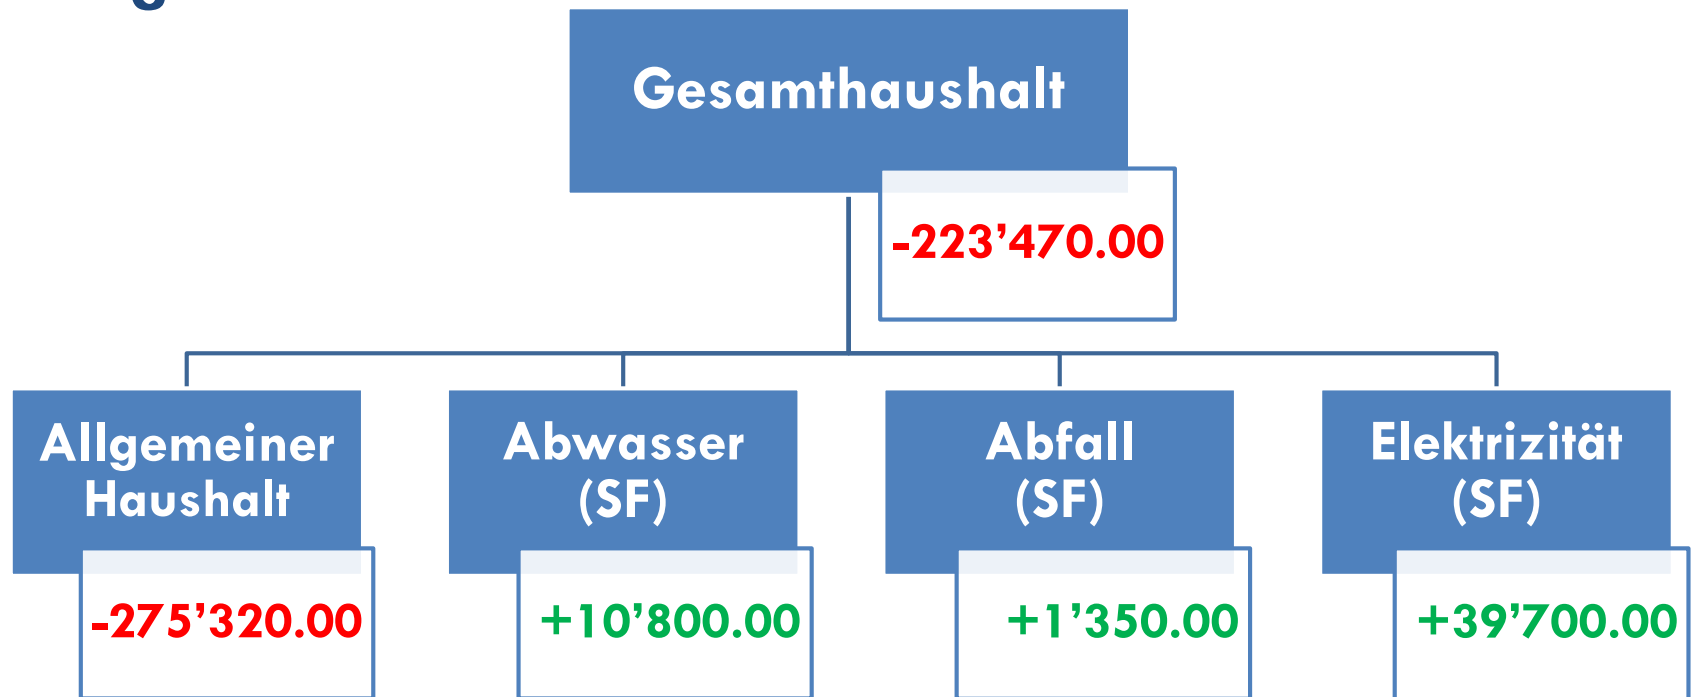 Gesamthaushalt
-223’470.00
Allgemeiner
Haushalt
-275’320.00
Abwasser
(SF)
+10’800.00
Abfall
(SF)
+1’350.00
Elektrizität
(SF)
+39’700.00